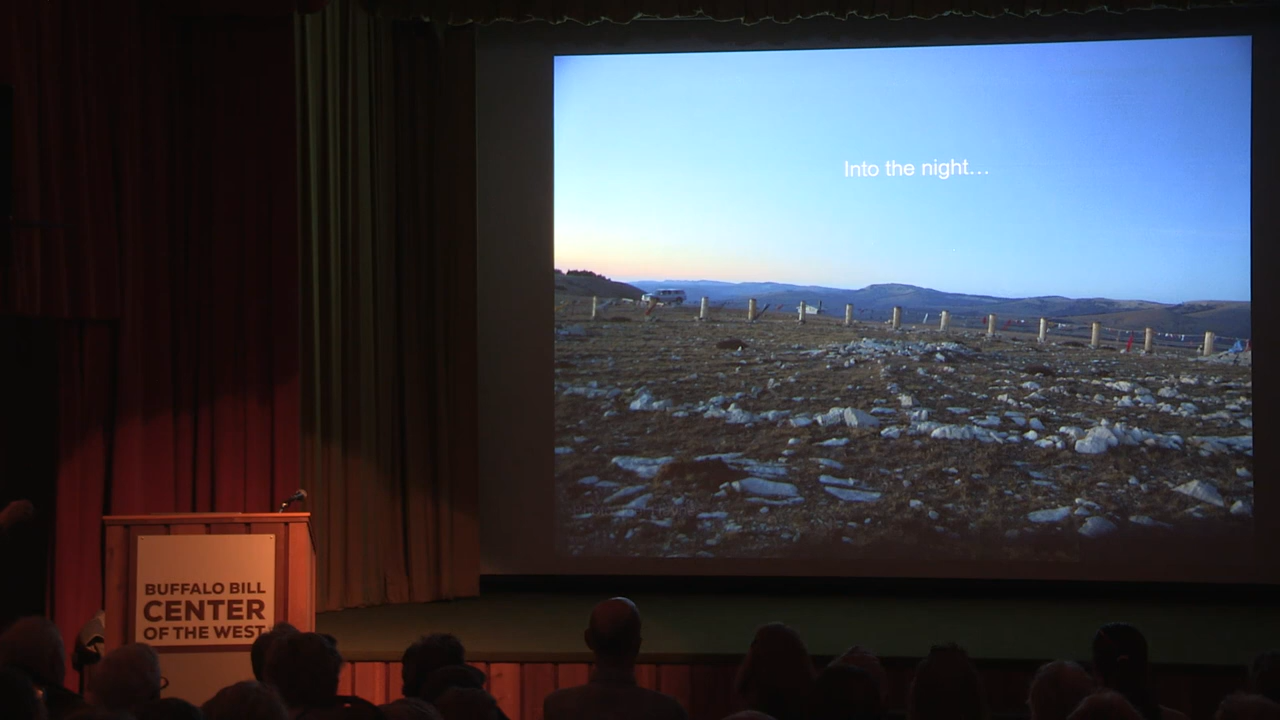 BUFFALO BILL
CENTER
OF THE WEST
Into the night…